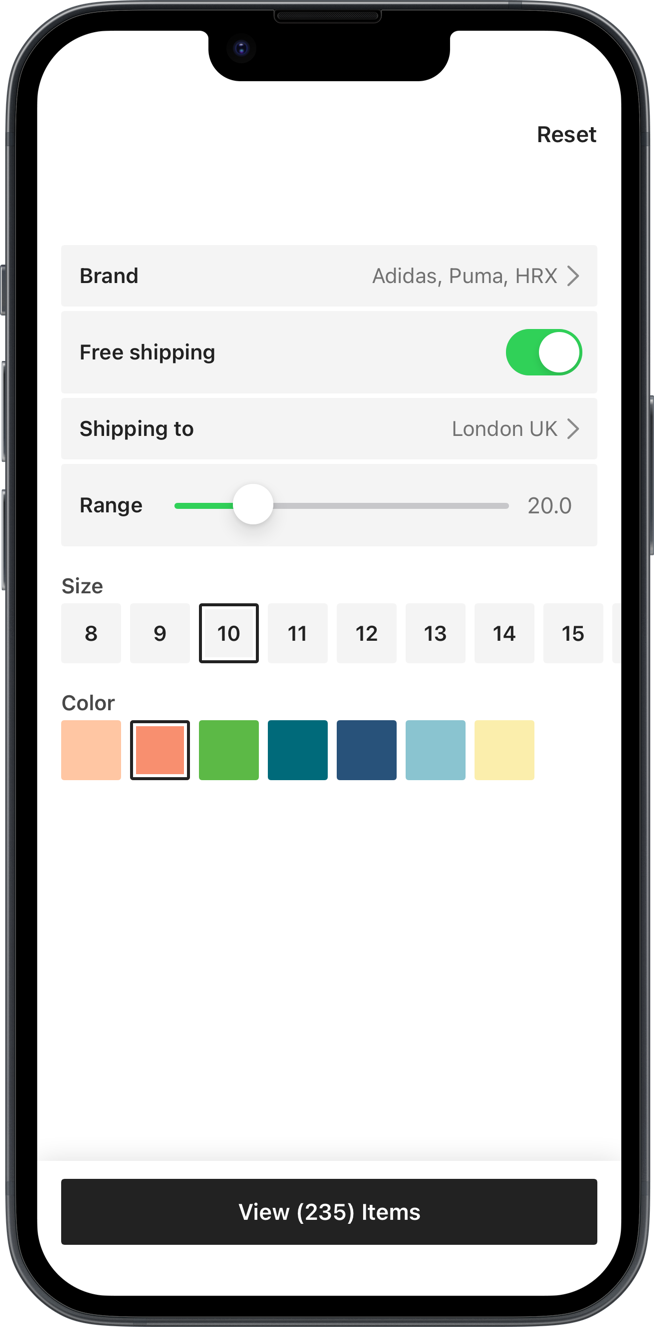 Reset
Brand Adidas, Puma, HRX
Free shipping
Shipping to London UK
Range 20.0
Size
8 9 10 11 12 13 14 15
Color
View (235) Items